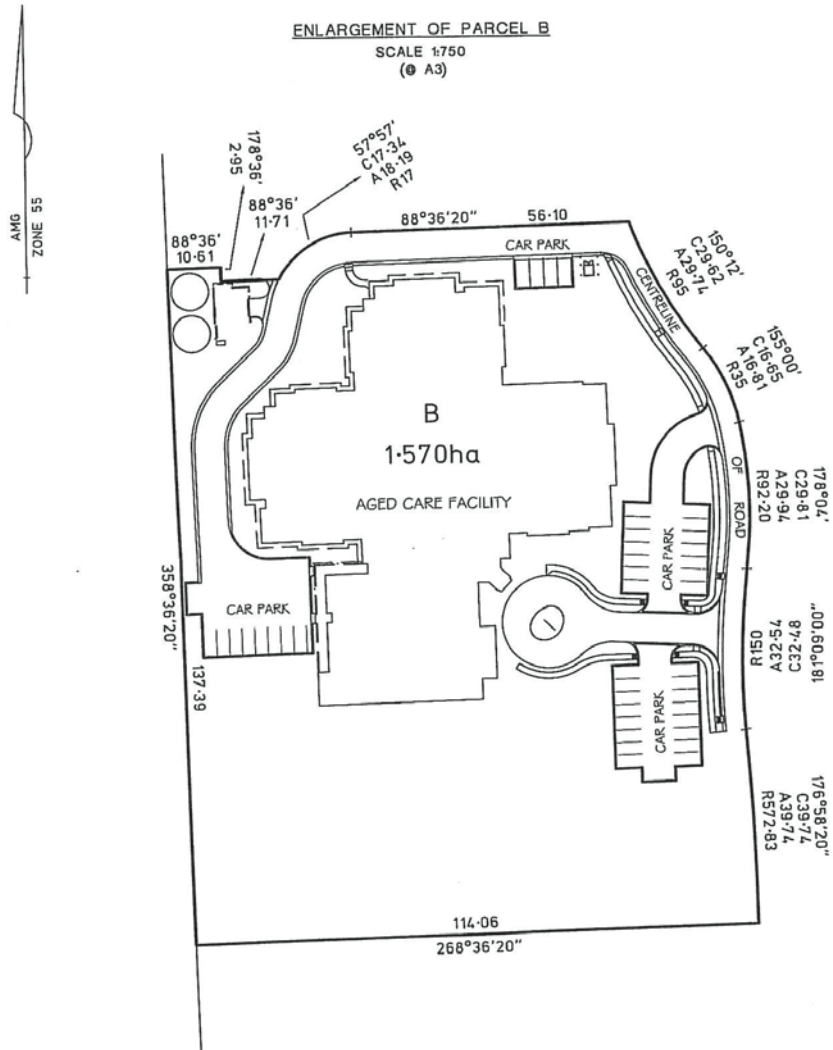 ENLARGEMENT OF PARCEL B
SCALE 1:750
(@ A3)
AMG
ZONE 55
178°36'
2·95
57°57'
C17·34
A18·19
R17
88°36'
11·71
88°36'
10·61
88°36'20"
56·10
CAR PARK
150°12'
C29·62
A29·74
R95
CENTRELINE
155°00'
C16·65
A16·81
R35
B
1·570ha
AGED CARE FACILITY
OF
ROAD
178°04'
C29·81
A29·94
R92·20
CAR PARK
358°36'20"
CAR PARK
181°09'00"
C32·48
A32·54
R150
137·39
CAR PARK
176°58'20"
C39·74
A39·74
R572·83
114·06
268°36'20"